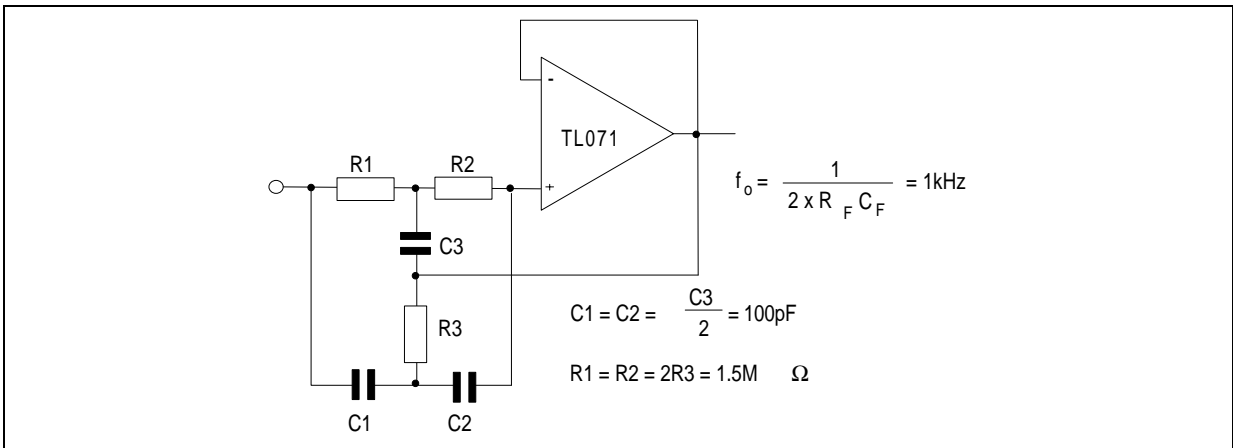 -
TL071
+
R1
R2
C3
R3
C1
C2
f o = 1 / 2 x R F C F = 1kHz
C1 = C2 = C3 / 2 = 100pF
R1 = R2 = 2R3 = 1.5M Ω